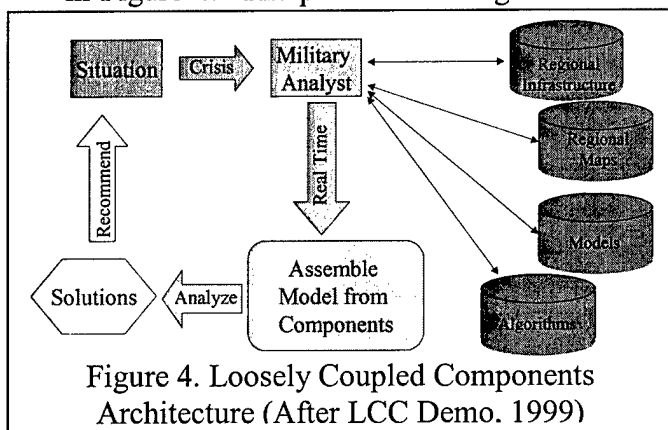 Situation
Crisis
Military
Analyst
Regional
Infrastructure
Regional
Maps
Models
Algorithms
Real Time
Recommend
Assemble
Model from
Components
Analyze
Solutions
Figure 4. Loosely Coupled Components
Architecture (After LCC Demo, 1999)